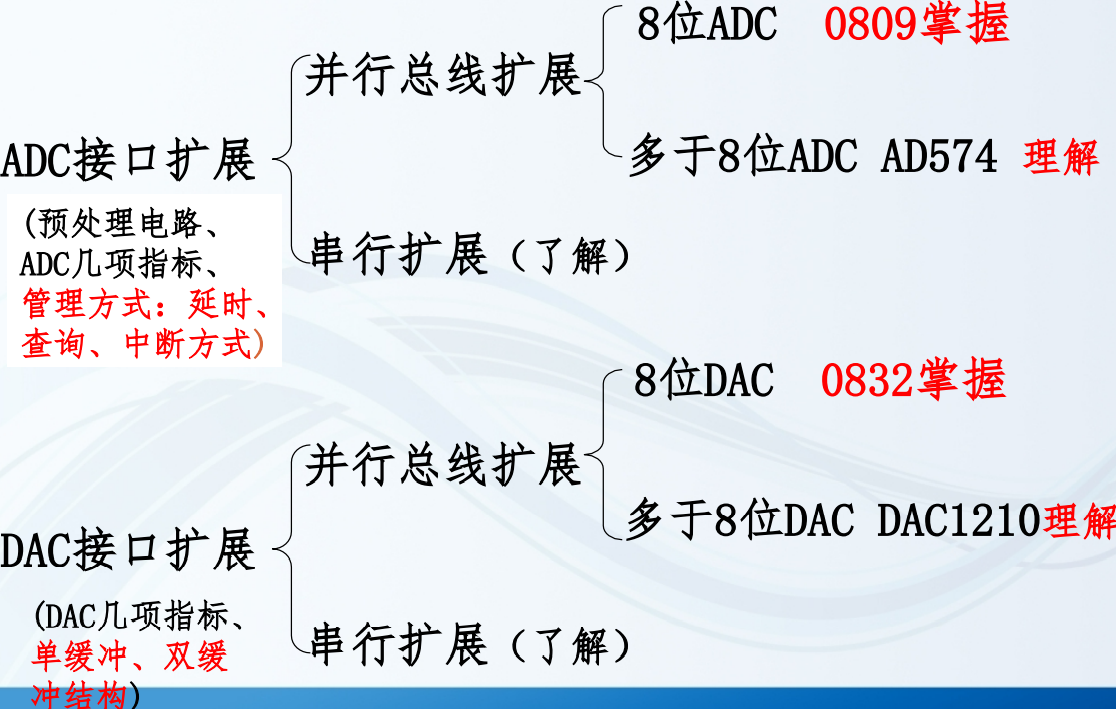 8位ADC 0809掌握
并行总线扩展
多于8位ADC AD574 理解
ADC接口扩展
(预处理电路、
ADC几项指标、
管理方式：延时、
查询、中断方式)
串行扩展（了解）
8位DAC 0832掌握
并行总线扩展
多于8位DAC DAC1210理解
DAC接口扩展
(DAC几项指标、
单缓冲、双缓
冲结构)
串行扩展（了解）